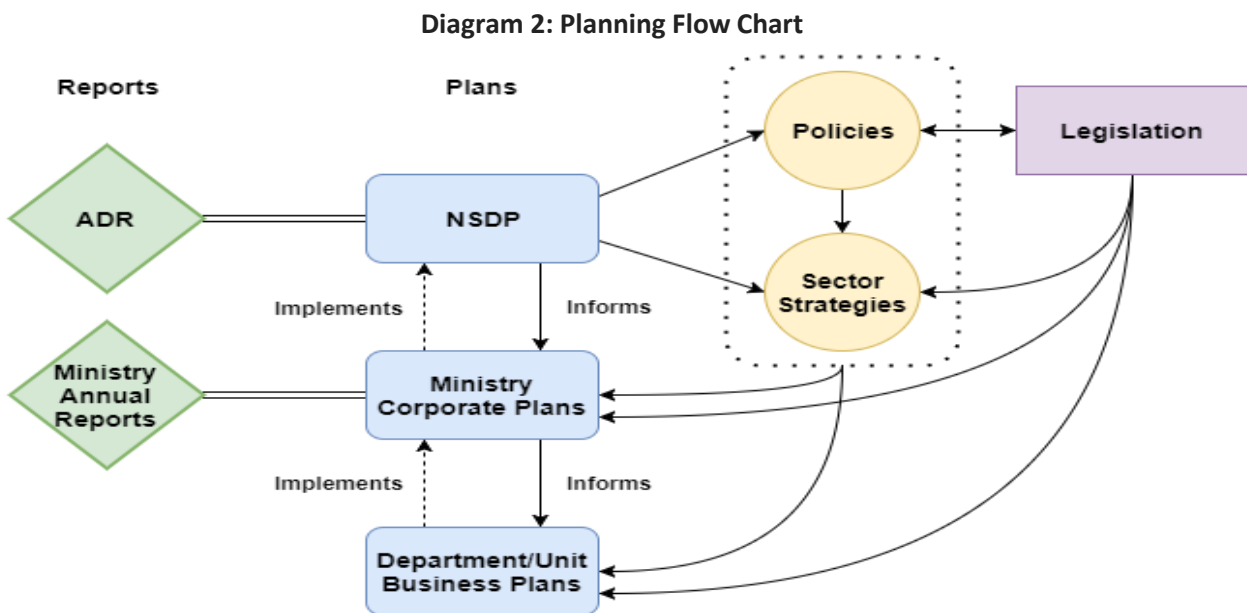 Diagram 2: Planning Flow Chart
Reports
Plans
Policies
Legislation
ADR
NSDP
Sector
Strategies
Implements
Informs
Ministry
Annual
Reports
Ministry
Corporate Plans
Implements
Informs
Department/Unit
Business Plans